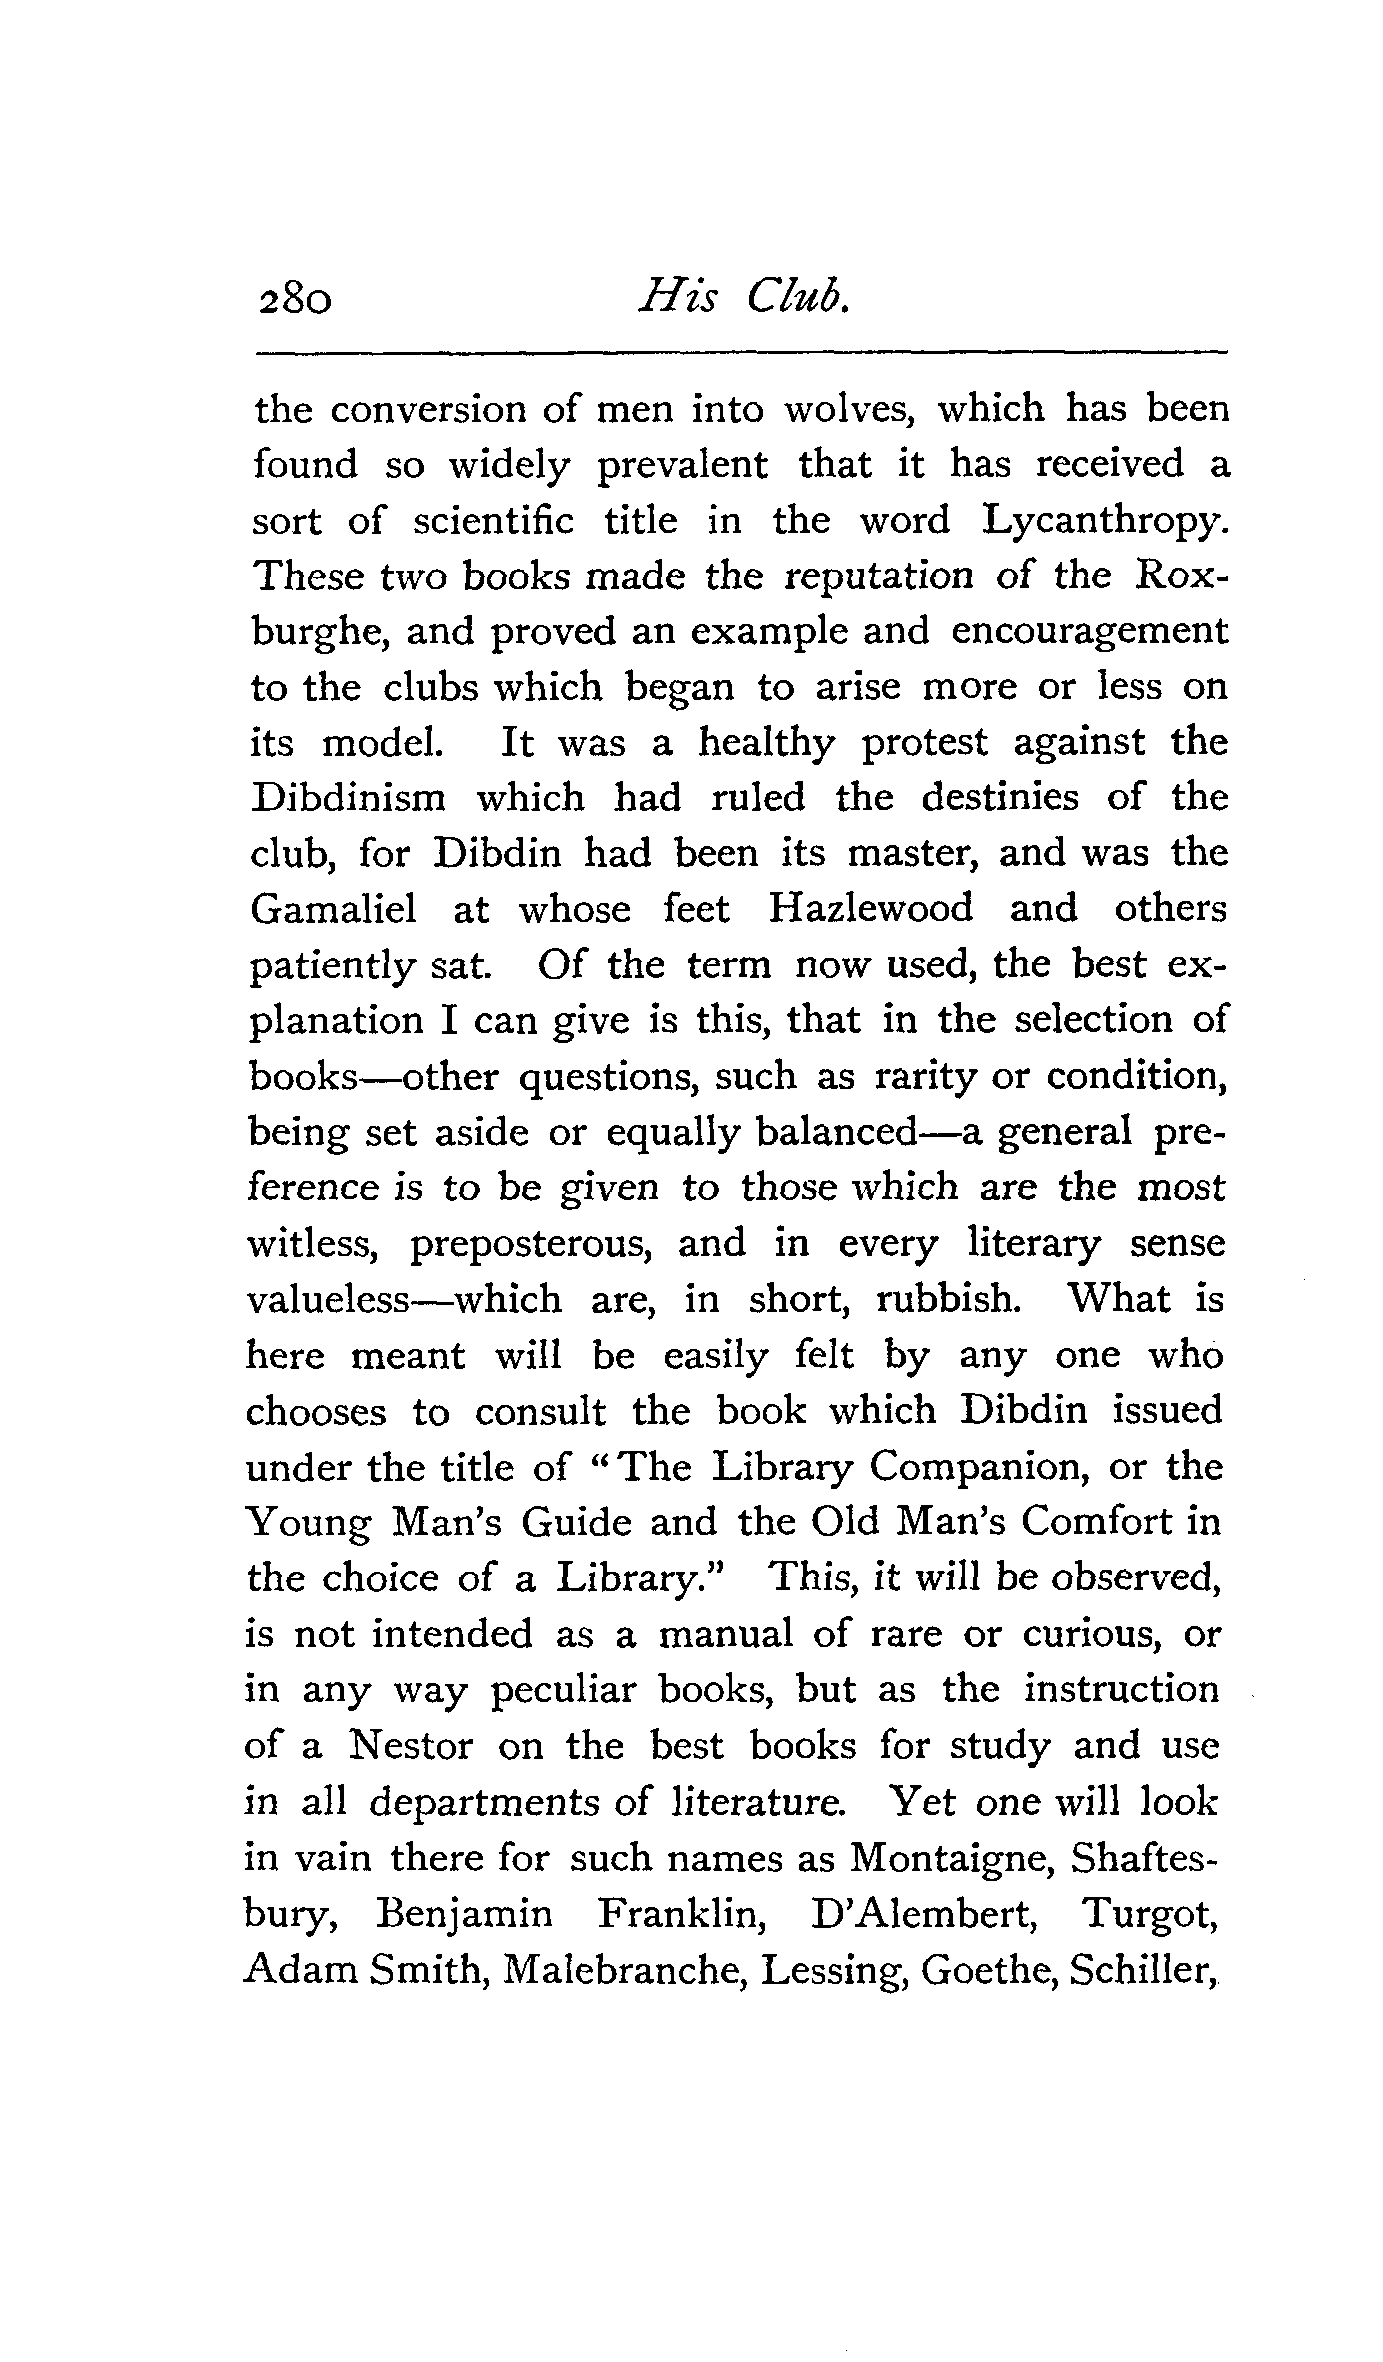 280 His Club.
the conversion of men into wolves, which has been
found so widely prevalent that it has received a
sort of scientific title in the word Lycanthropy.
These two books made the reputation of the Rox-
burghe, and proved an example and encouragement
to the clubs which began to arise more or less on
its model. It was a healthy protest against the
Dibdinism which had ruled the destinies of the
club, for Dibdin had been its master, and was the
Gamaliel at whose feet Hazlewood and others
patiently sat. Of the term now used, the best ex-
planation I can give is this, that in the selection of
books—other questions, such as rarity or condition,
being set aside or equally balanced—a general pre-
ference is to be given to those which are the most
witless, preposterous, and in every literary sense
valueless—which are, in short, rubbish. What is
here meant will be easily felt by any one who
chooses to consult the book which Dibdin issued
under the title of “The Library Companion, or the
Young Man's Guide and the Old Man's Comfort in
the choice of a Library.” This, it will be observed,
is not intended as a manual of rare or curious, or
in any way peculiar books, but as the instruction
of a Nestor on the best books for study and use
in all departments of literature. Yet one will look
in vain there for such names as Montaigne, Shaftes-
bury, Benjamin Franklin, D'Alembert, Turgot,
Adam Smith, Malebranche, Lessing, Goethe, Schiller,